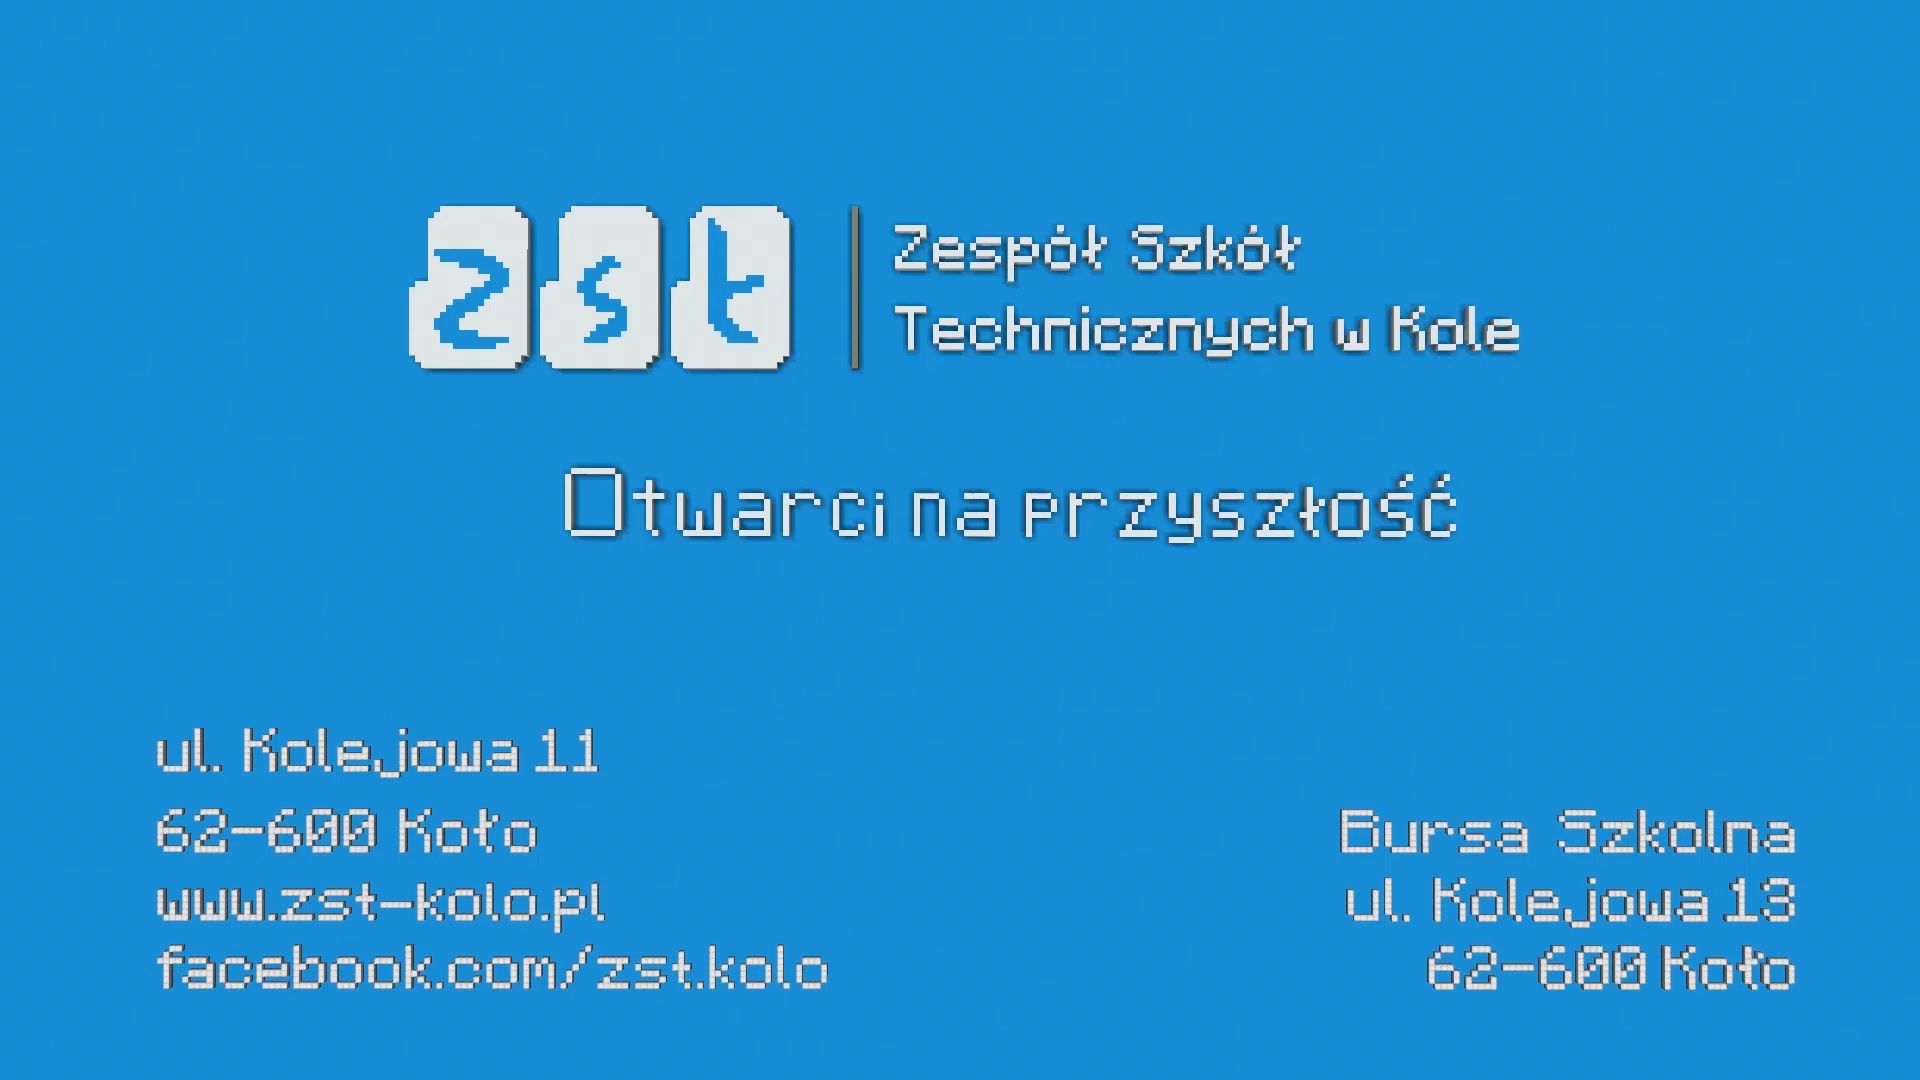 zst
Zespół Szkół
Technicznych w Kole
Otwarci na przyszłość
ul. Kolejowa 11
62-600 Koło
www.zst-kolo.pl
facebook.com/zst.kolo
Bursa Szkolna
ul. Kolejowa 13
62-600 Koło